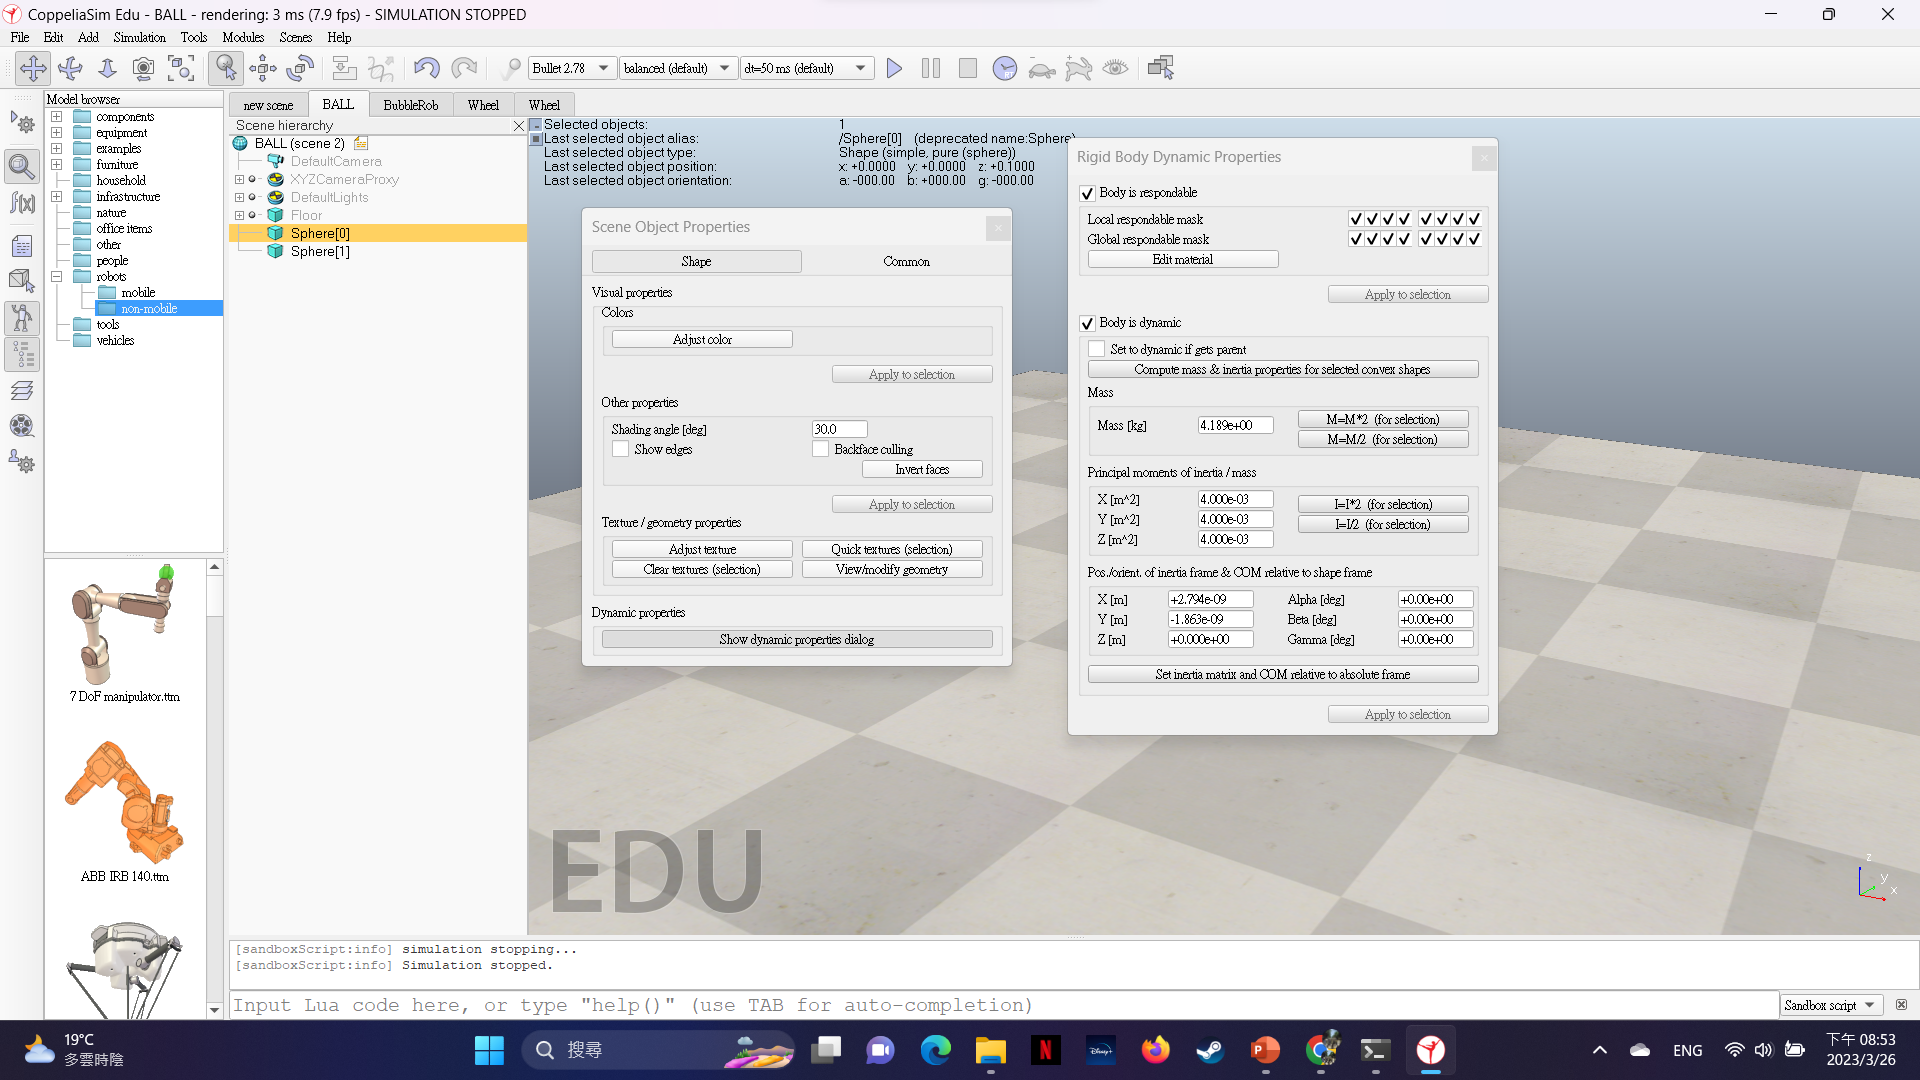 CoppeliaSim Edu - BALL - rendering: 3 ms (7.9 fps) - SIMULATION STOPPED
File Edit Add Simulation Tools Modules Scenes Help
Bullet 2.78 balanced (default) dt=50 ms (default) RT
Model browser
components
equipment
examples
furniture
household
infrastructure
nature
office items
other
people
robots
mobile
non-mobile
tools
vehicles
7 DoF manipulator.ttm
ABB IRB 140.ttm
new scene BALL BubbleRob Wheel Wheel
Scene hierarchy
BALL (scene 2)
DefaultCamera
XYZCameraProxy
DefaultLights
Floor
Sphere[0]
Sphere[1]
Selected objects: 1
Last selected object alias: /Sphere[0] (deprecated name:Sphere)
Last selected object type: Shape (simple, pure (sphere))
Last selected object position: x: +0.0000 y: +0.0000 z: +0.1000
Last selected object orientation: a: -000.00 b: +000.00 g: -000.00
Scene Object Properties
Shape Common
Visual properties
Colors
Adjust color
Apply to selection
Other properties
Shading angle [deg] 30.0
Show edges Backface culling
Invert faces
Apply to selection
Texture / geometry properties
Adjust texture Quick textures (selection)
Clear textures (selection) View/modify geometry
Dynamic properties
Show dynamic properties dialog
Rigid Body Dynamic Properties
Body is respondable
Local respondable mask
Global respondable mask
Edit material
Apply to selection
Body is dynamic
Set to dynamic if gets parent
Compute mass & inertia properties for selected convex shapes
Mass
Mass [kg] 4.189e+00 M=M*2 (for selection)
M=M/2 (for selection)
Principal moments of inertia / mass
X [m^2] 4.000e-03 I=I*2 (for selection)
Y [m^2] 4.000e-03 I=I/2 (for selection)
Z [m^2] 4.000e-03
Pos./orient. of inertia frame & COM relative to shape frame
X [m] +2.794e-09 Alpha [deg] +0.00e+00
Y [m] -1.863e-09 Beta [deg] +0.00e+00
Z [m] +0.000e+00 Gamma [deg] +0.00e+00
Set inertia matrix and COM relative to absolute frame
Apply to selection
EDU
z
y
x
[sandboxScript:info] simulation stopping...
[sandboxScript:info] Simulation stopped.
Input Lua code here, or type "help()" (use TAB for auto-completion) Sandbox script
19°C
多雲時陰
搜尋
ENG
下午 08:53
2023/3/26